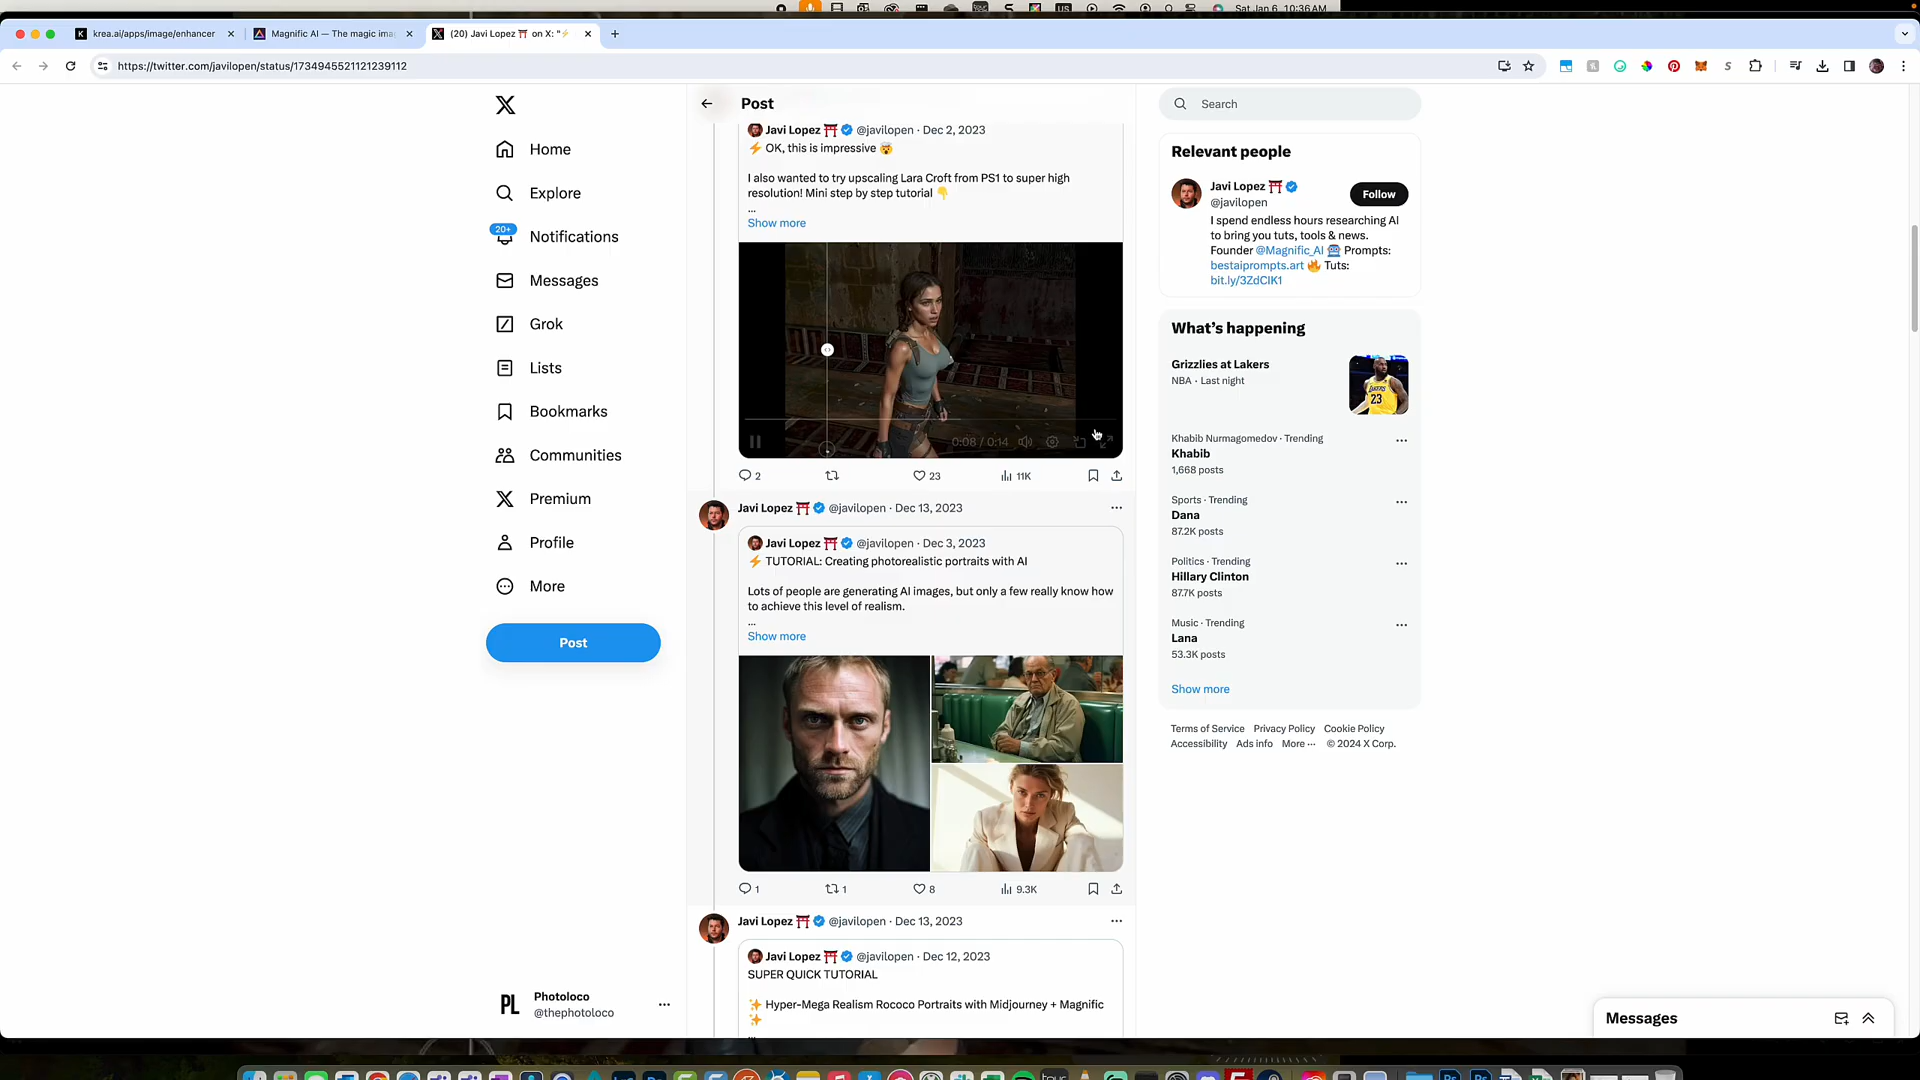 Sat Jan 6 10:36 AM
krea.ai/apps/image/enhancer
Magnific AI — The magic ima
(20) Javi Lopez ⛩️ on X: "⚡
https://twitter.com/javilopen/status/1734945521121239112
Home
Explore
20+
Notifications
Messages
Grok
Lists
Bookmarks
Communities
Premium
Profile
More
Post
PL
Photoloco
@thephotoloco
Post
Javi Lopez ⛩️ @javilopen · Dec 2, 2023
⚡ OK, this is impressive 🤯
I also wanted to try upscaling Lara Croft from PS1 to super high
resolution! Mini step by step tutorial 👇
...
Show more
0:08 / 0:14
2 23 11K
Javi Lopez ⛩️ @javilopen · Dec 13, 2023
Javi Lopez ⛩️ @javilopen · Dec 3, 2023
⚡ TUTORIAL: Creating photorealistic portraits with AI
Lots of people are generating AI images, but only a few really know how
to achieve this level of realism.
...
Show more
1 1 8 9.3K
Javi Lopez ⛩️ @javilopen · Dec 13, 2023
Javi Lopez ⛩️ @javilopen · Dec 12, 2023
SUPER QUICK TUTORIAL
✨ Hyper-Mega Realism Rococo Portraits with Midjourney + Magnific
✨
Search
Relevant people
Javi Lopez ⛩️
@javilopen
Follow
I spend endless hours researching AI
to bring you tuts, tools & news.
Founder @Magnific_AI Prompts:
bestaiprompts.art 🔥 Tuts:
bit.ly/3ZdClK1
What's happening
Grizzlies at Lakers
NBA · Last night
LAKERS
23
Khabib Nurmagomedov · Trending
Khabib
1,668 posts
Sports · Trending
Dana
87.2K posts
Politics · Trending
Hillary Clinton
87.7K posts
Music · Trending
Lana
53.3K posts
Show more
Terms of Service Privacy Policy Cookie Policy
Accessibility Ads info More ··· © 2024 X Corp.
Messages